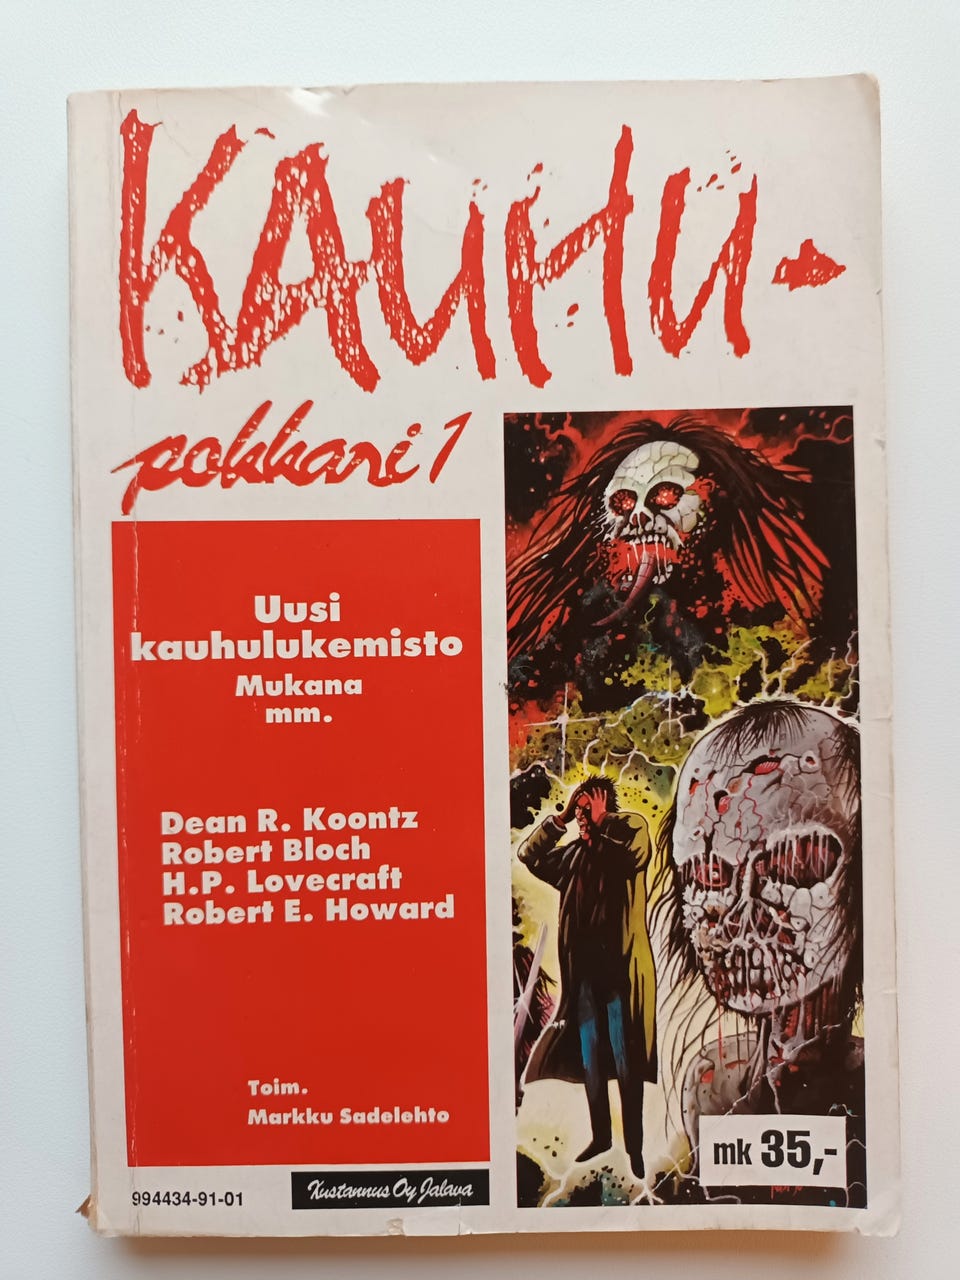 KAUHU-
pokkari 1
Uusi
kauhulukemisto
Mukana
mm.
Dean R. Koontz
Robert Bloch
H.P. Lovecraft
Robert E. Howard
Toim.
Markku Sadelehto
994434-91-01
Kustannus Oy Jalava
mk 35,-